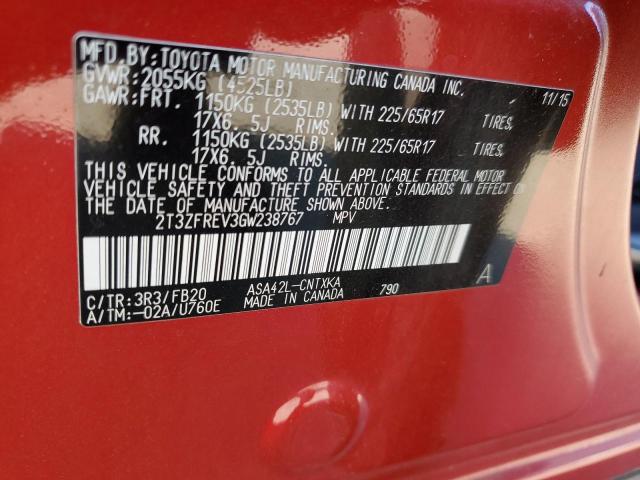 MFD. BY: TOYOTA MOTOR MANUFACTURING CANADA INC.
GVWR: 2055KG (4525LB) 11/15
GAWR: FRT. 1150KG (2535LB) WITH 225/65R17 TIRES,
17X6.5J RIMS.
RR. 1150KG (2535LB) WITH 225/65R17 TIRES,
17X6.5J RIMS.
THIS VEHICLE CONFORMS TO ALL APPLICABLE FEDERAL MOTOR
VEHICLE SAFETY AND THEFT PREVENTION STANDARDS IN EFFECT ON
THE DATE OF MANUFACTURE SHOWN ABOVE.
2T3ZFREV3GW238767 MPV
C/TR: 3R3/FB20 ASA42L-CNTXKA 790 A
A/TM: -02A/U760E MADE IN CANADA